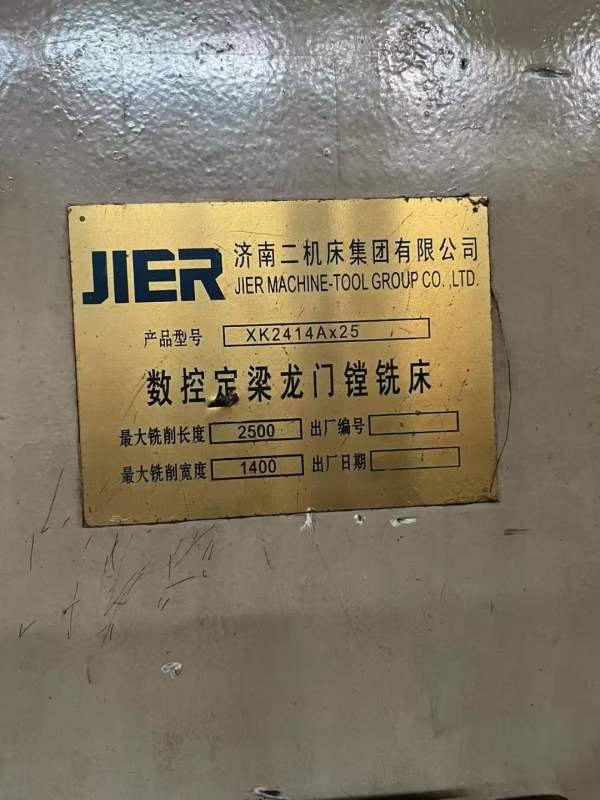 JIER 济南二机床集团有限公司
JIER MACHINE-TOOL GROUP CO.,LTD.
产品型号 XK2414Ax25
数控定梁龙门镗铣床
最大铣削长度 2500 出厂编号
最大铣削宽度 1400 出厂日期